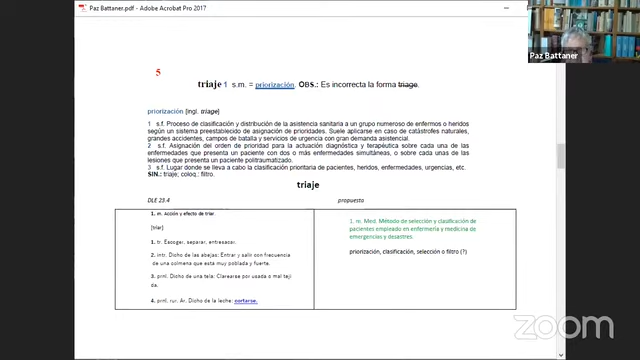 Paz Battaner.pdf - Adobe Acrobat Pro 2017
Paz Battaner
5
triaje 1 s.m. = priorización. OBS.: Es incorrecta la forma triage.
priorización [ingl. triage]
1 s.f. Proceso de clasificación y distribución de la asistencia sanitaria a un grupo numeroso de enfermos o heridos
según un sistema preestablecido de asignación de prioridades. Suele aplicarse en caso de catástrofes naturales,
grandes accidentes, campos de batalla y servicios de urgencia con gran demanda asistencial.
2 s.f. Asignación del orden de prioridad para la actuación diagnóstica y terapéutica sobre cada una de las
enfermedades que presenta un paciente con dos o más enfermedades simultáneas, o sobre cada unas de las
lesiones que presenta un paciente politraumatizado.
3 s.f. Lugar donde se lleva a cabo la clasificación prioritaria de pacientes, heridos, enfermedades, urgencias, etc.
SIN.: triaje; coloq.: filtro.
triaje
DLE 23.4
propuesto
1. m. Acción y efecto de triar.
[triar]
1. tr. Escoger, separar, entresacar.
2. intr. Dicho de las abejas: Entrar y salir con frecuencia
de una colmena que está muy poblada y fuerte.
3. prnl. Dicho de una tela: Clarearse por usada o mal teji
da.
4. prnl. rur. Ar. Dicho de la leche: cortarse.
1. m. Med. Método de selección y clasificación de
pacientes empleado en enfermería y medicina de
emergencias y desastres.
priorización, clasificación, selección o filtro (?)
zoom